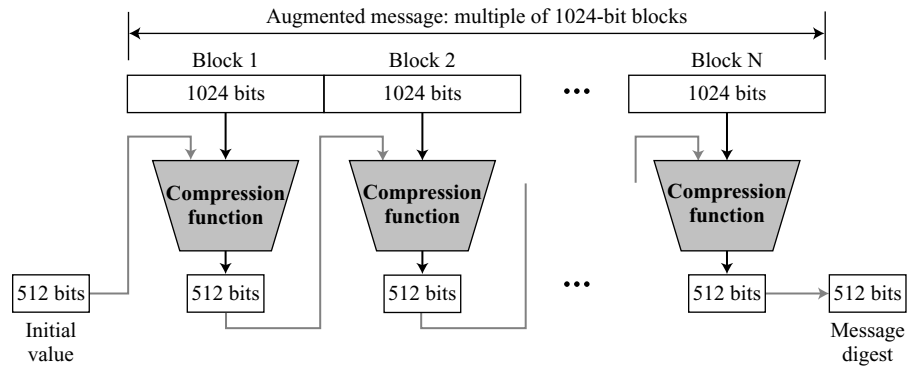 Augmented message: multiple of 1024-bit blocks
Block 1
Block 2
Block N
1024 bits
1024 bits
•••
1024 bits
Compression
function
Compression
function
Compression
function
512 bits
512 bits
512 bits
•••
512 bits
512 bits
Initial
value
Message
digest